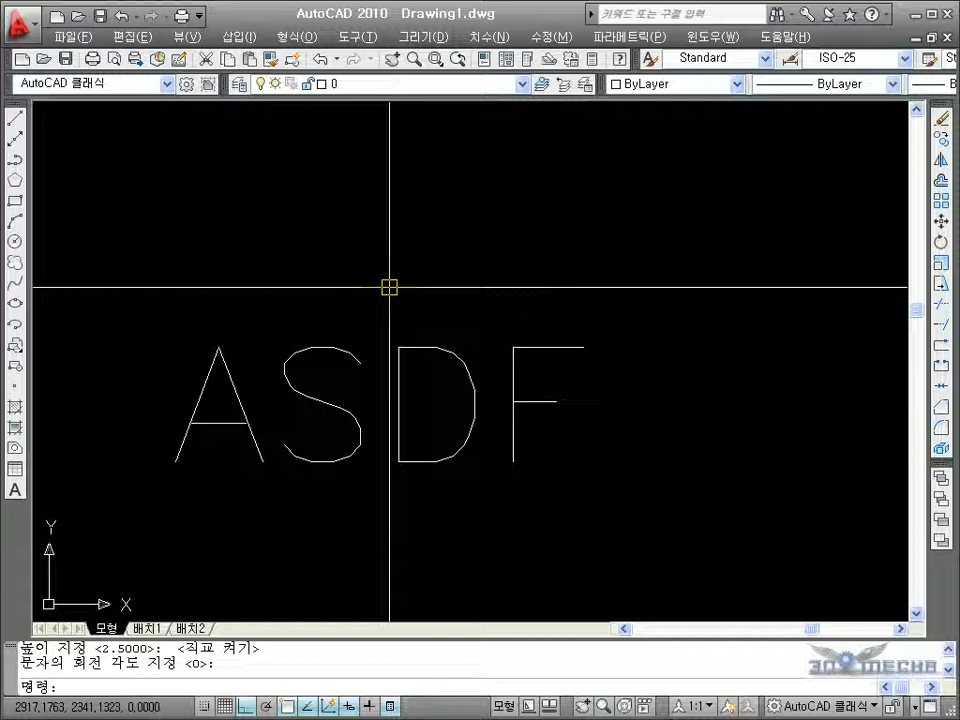 AutoCAD 2010 Drawing1.dwg
키워드 또는 구절 입력
파일(F) 편집(E) 뷰(V) 삽입(I) 형식(O) 도구(T) 그리기(D) 치수(N) 수정(M) 파라메트릭(P) 윈도우(W) 도움말(H)
Standard ISO-25 St
AutoCAD 클래식 0 ByLayer ByLayer B
ASDF
Y
X
A
모형 배치1 배치2
높이 지정 <2.5000>: <직교 켜기>
문자의 회전 각도 지정 <0>:
명령:
3D MECHA
2917,1763, 2341,1323, 0,0000 모형 1:1 AutoCAD 클래식